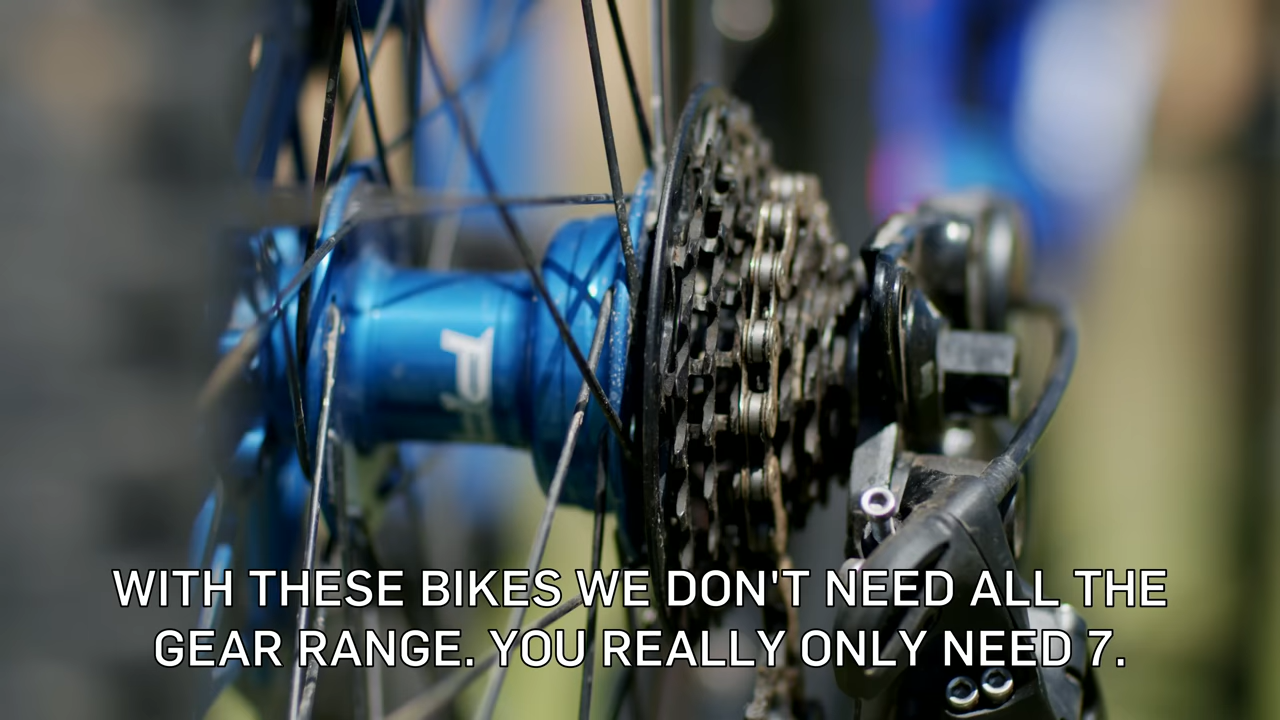 WITH THESE BIKES WE DON'T NEED ALL THE
GEAR RANGE. YOU REALLY ONLY NEED 7.